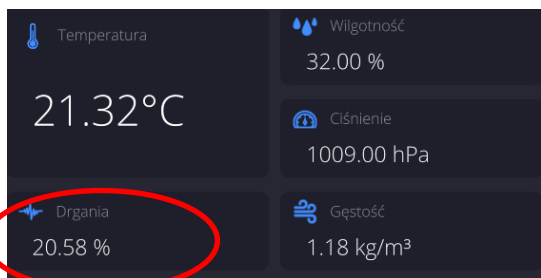 Temperatura
21.32°C
Wilgotność
32.00 %
Ciśnienie
1009.00 hPa
Drgania
20.58 %
Gęstość
1.18 kg/m³